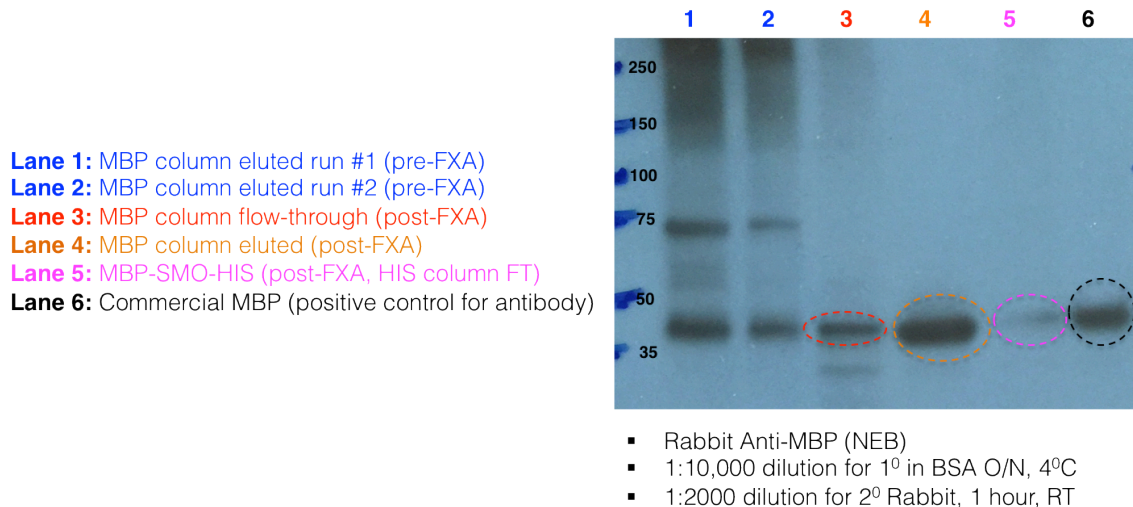 1 2 3 4 5 6
250
150
100
75
50
35
Lane 1: MBP column eluted run #1 (pre-FXA)
Lane 2: MBP column eluted run #2 (pre-FXA)
Lane 3: MBP column flow-through (post-FXA)
Lane 4: MBP column eluted (post-FXA)
Lane 5: MBP-SMO-HIS (post-FXA, HIS column FT)
Lane 6: Commercial MBP (positive control for antibody)
▪ Rabbit Anti-MBP (NEB)
▪ 1:10,000 dilution for 1⁰ in BSA O/N, 4⁰C
▪ 1:2000 dilution for 2⁰ Rabbit, 1 hour, RT